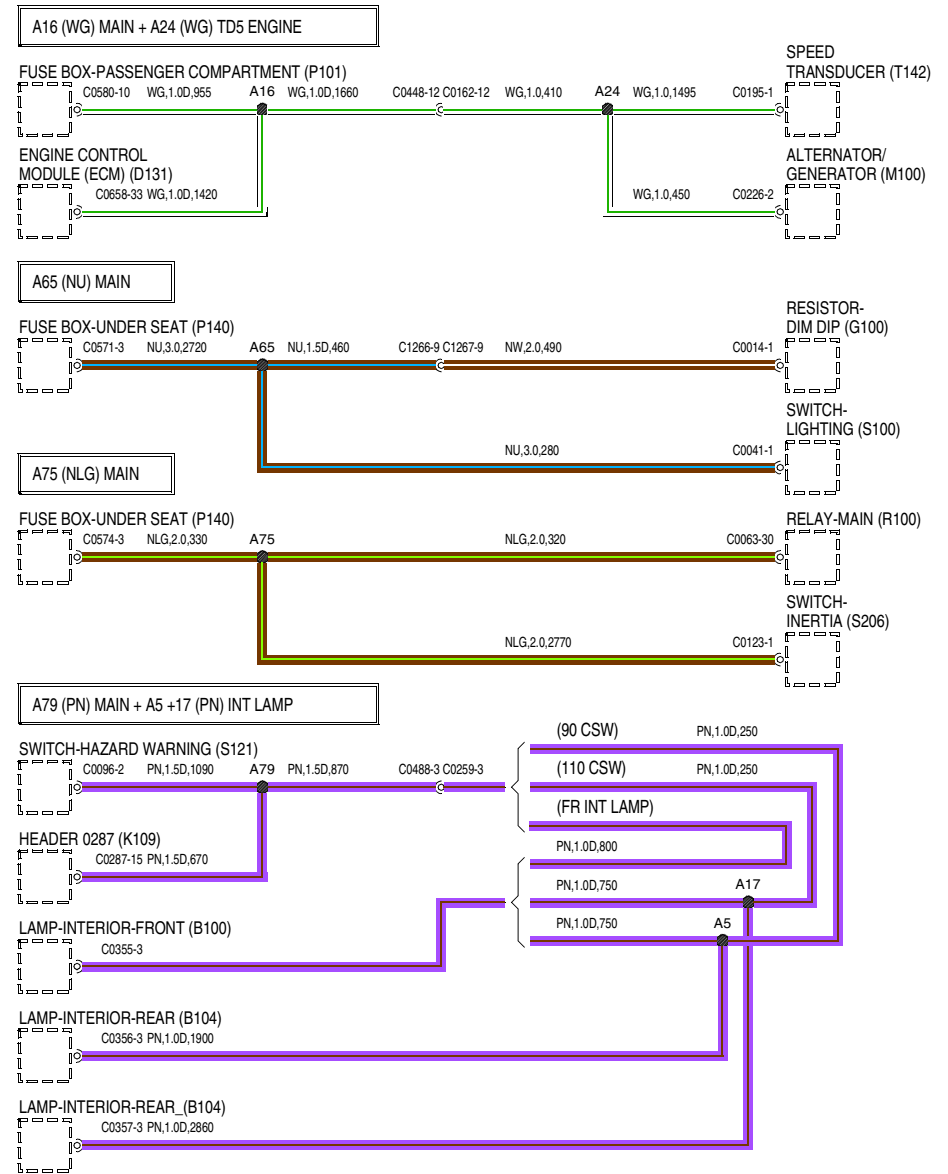 A16 (WG) MAIN + A24 (WG) TD5 ENGINE
SPEED
TRANSDUCER (T142)
FUSE BOX-PASSENGER COMPARTMENT (P101)
C0580-10 WG,1.0D,955 A16 WG,1.0D,1660 C0448-12 C0162-12 WG,1.0,410 A24 WG,1.0,1495 C0195-1
ENGINE CONTROL
MODULE (ECM) (D131)
ALTERNATOR/
GENERATOR (M100)
C0658-33 WG,1.0D,1420 WG,1.0,450 C0226-2
A65 (NU) MAIN
RESISTOR-
DIM DIP (G100)
FUSE BOX-UNDER SEAT (P140)
C0571-3 NU,3.0,2720 A65 NU,1.5D,460 C1266-9 C1267-9 NW,2.0,490 C0014-1
SWITCH-
LIGHTING (S100)
NU,3.0,280 C0041-1
A75 (NLG) MAIN
FUSE BOX-UNDER SEAT (P140)
RELAY-MAIN (R100)
C0574-3 NLG,2.0,330 A75 NLG,2.0,320 C0063-30
SWITCH-
INERTIA (S206)
NLG,2.0,2770 C0123-1
A79 (PN) MAIN + A5 +17 (PN) INT LAMP
(90 CSW) PN,1.0D,250
SWITCH-HAZARD WARNING (S121)
C0096-2 PN,1.5D,1090 A79 PN,1.5D,870 C0488-3 C0259-3
(110 CSW) PN,1.0D,250
(FR INT LAMP)
HEADER 0287 (K109)
PN,1.0D,800
C0287-15 PN,1.5D,670
PN,1.0D,750 A17
LAMP-INTERIOR-FRONT (B100)
PN,1.0D,750 A5
C0355-3
LAMP-INTERIOR-REAR (B104)
C0356-3 PN,1.0D,1900
LAMP-INTERIOR-REAR_(B104)
C0357-3 PN,1.0D,2860